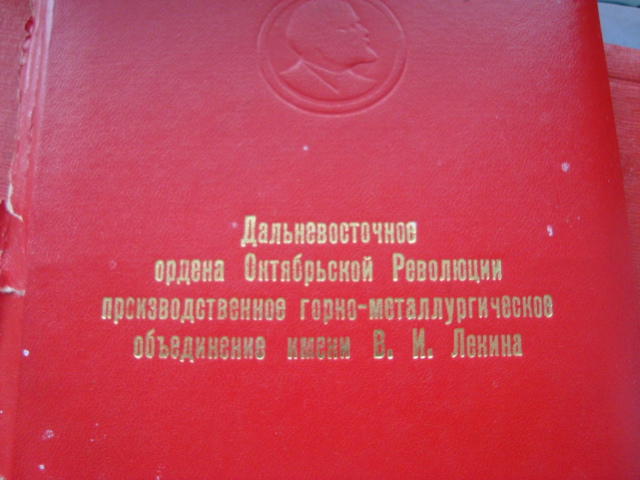 Дальневосточное
ордена Октябрьской Революции
производственное горно-металлургическое
объединение имени В. И. Ленина